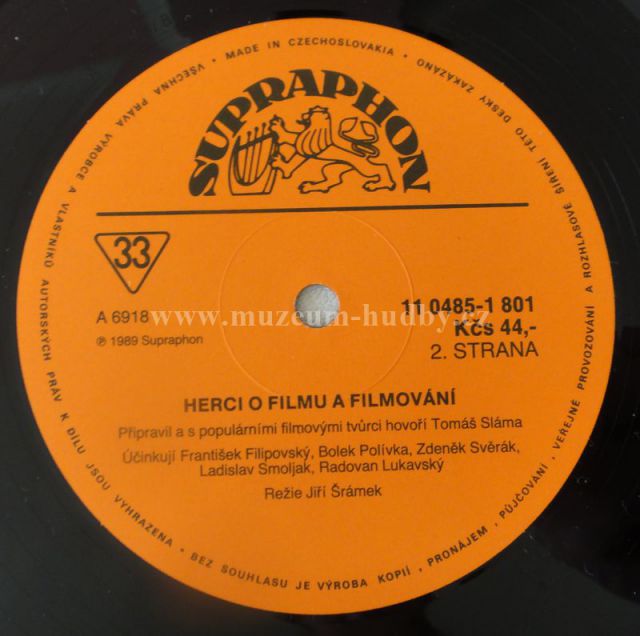 MADE IN CZECHOSLOVAKIA • VŠECHNA PRÁVA VÝROBCE A VLASTNÍKŮ AUTORSKÝCH PRÁV K DÍLU JSOU VYHRAZENA • BEZ SOUHLASU JE VÝROBA KOPIÍ, PRONÁJEM, PŮJČOVÁNÍ, VEŘEJNÉ PROVOZOVÁNÍ A ROZHLASOVÉ ŠÍŘENÍ TÉTO DESKY ZAKÁZÁNO •
SUPRAPHON
33
A 6918
℗ 1989 Supraphon
11 0485-1 801
Kčs 44,-
2. STRANA
www.muzeum-hudby.cz
HERCI O FILMU A FILMOVÁNÍ
Připravil a s populárními filmovými tvůrci hovoří Tomáš Sláma
Účinkují František Filipovský, Bolek Polívka, Zdeněk Svěrák,
Ladislav Smoljak, Radovan Lukavský
Režie Jiří Šrámek